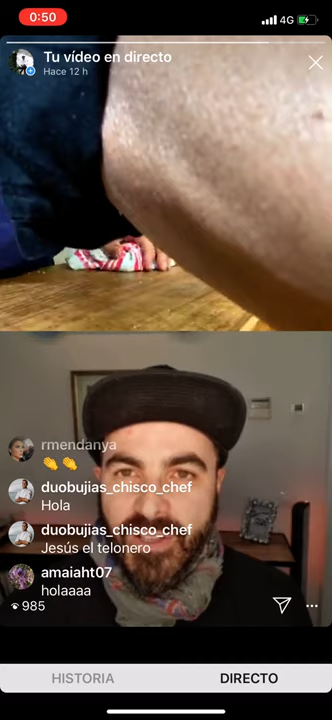 0:50
4G
Tu vídeo en directo
Hace 12 h
rmendanya
👏👏
duobujias_chisco_chef
Hola
duobujias_chisco_chef
Jesús el telonero
amaiaht07
holaaaa
985
HISTORIA
DIRECTO